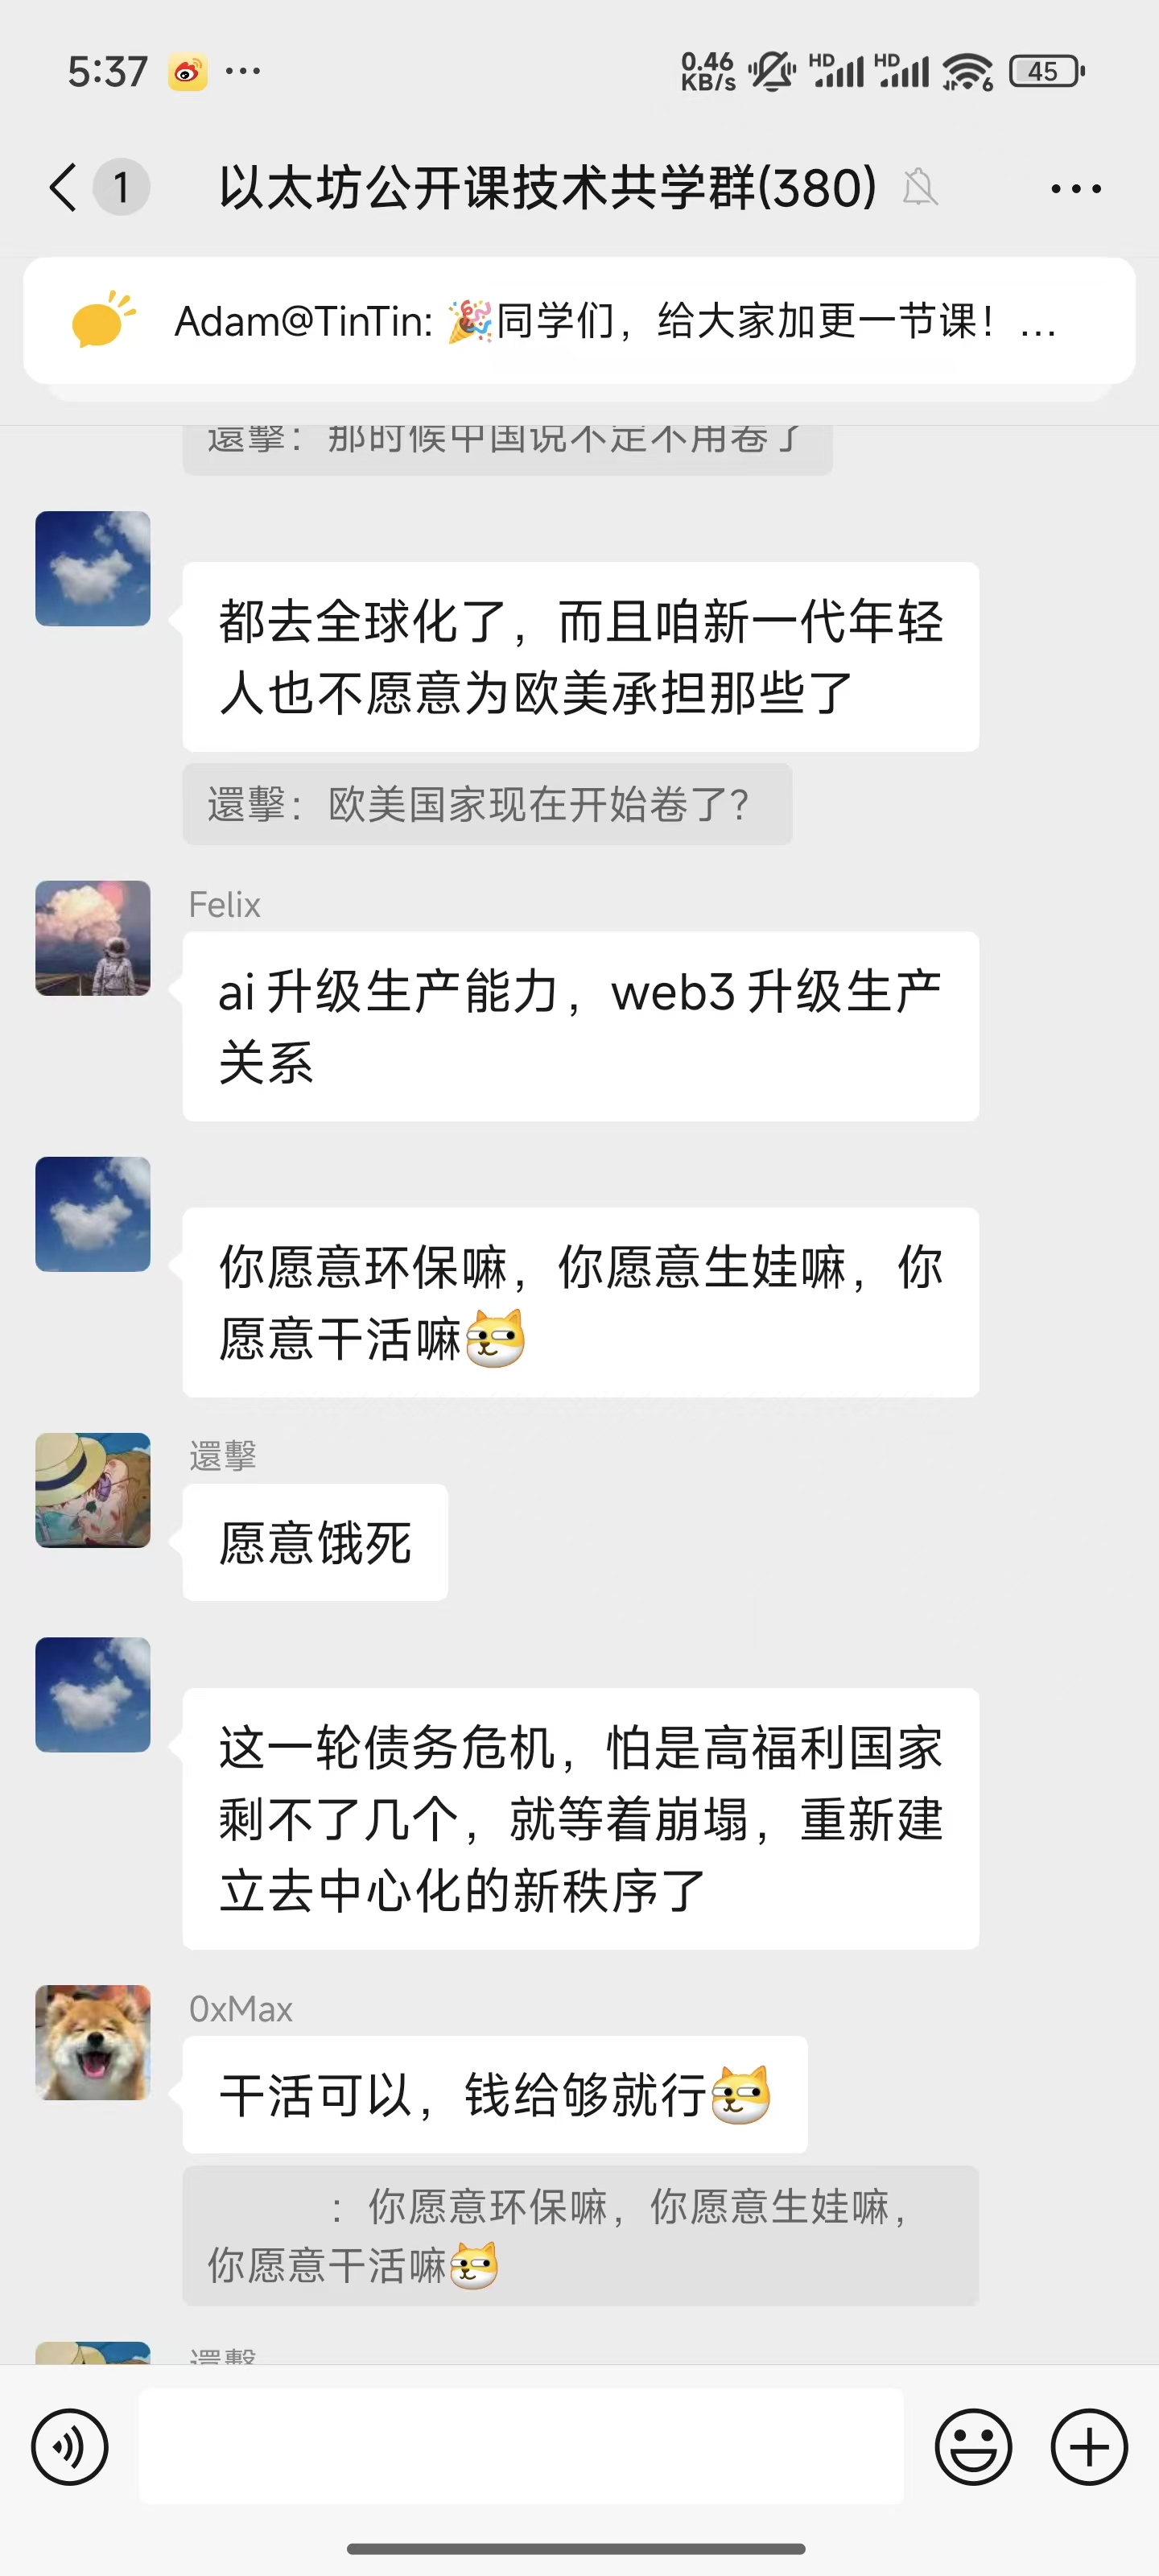 5:37
0.46
KB/s
HD
HD
6
45
1
以太坊公开课技术共学群(380)
Adam@TinTin: 🎉同学们，给大家加更一节课！ ...
還擊：那时候中国说不定不用卷了
都去全球化了，而且咱新一代年轻
人也不愿意为欧美承担那些了
還擊：欧美国家现在开始卷了？
Felix
ai 升级生产能力，web3 升级生产
关系
你愿意环保嘛，你愿意生娃嘛，你
愿意干活嘛
還擊
愿意饿死
这一轮债务危机，怕是高福利国家
剩不了几个，就等着崩塌，重新建
立去中心化的新秩序了
0xMax
干活可以，钱给够就行
：你愿意环保嘛，你愿意生娃嘛，
你愿意干活嘛
還擊